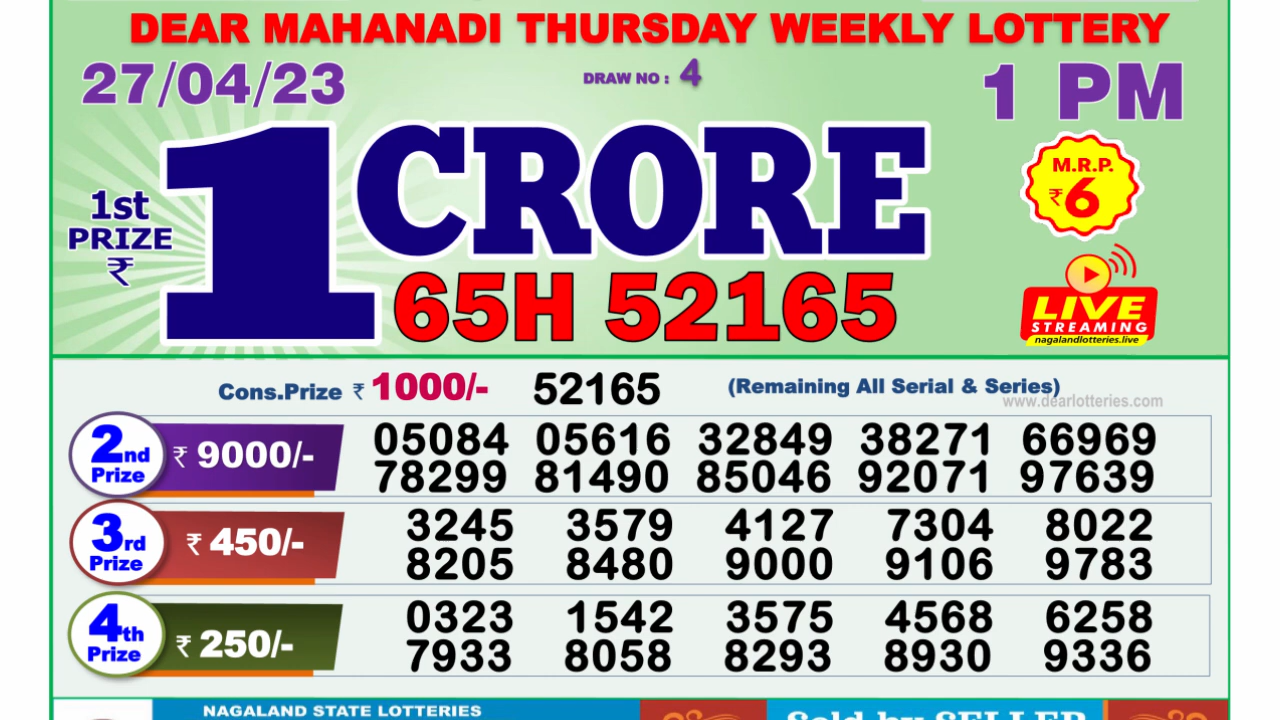 DEAR MAHANADI THURSDAY WEEKLY LOTTERY
27/04/23
DRAW NO : 4
1 PM
1st
PRIZE
₹
1 CRORE
65H 52165
M.R.P.
₹ 6
LIVE
STREAMING
nagalandlotteries.live
Cons.Prize ₹ 1000/- 52165 (Remaining All Serial & Series)
www.dearlotteries.com
2nd Prize ₹ 9000/-
05084 05616 32849 38271 66969
78299 81490 85046 92071 97639
3rd Prize ₹ 450/-
3245 3579 4127 7304 8022
8205 8480 9000 9106 9783
4th Prize ₹ 250/-
0323 1542 3575 4568 6258
7933 8058 8293 8930 9336
NAGALAND STATE LOTTERIES
Sold by SELLER